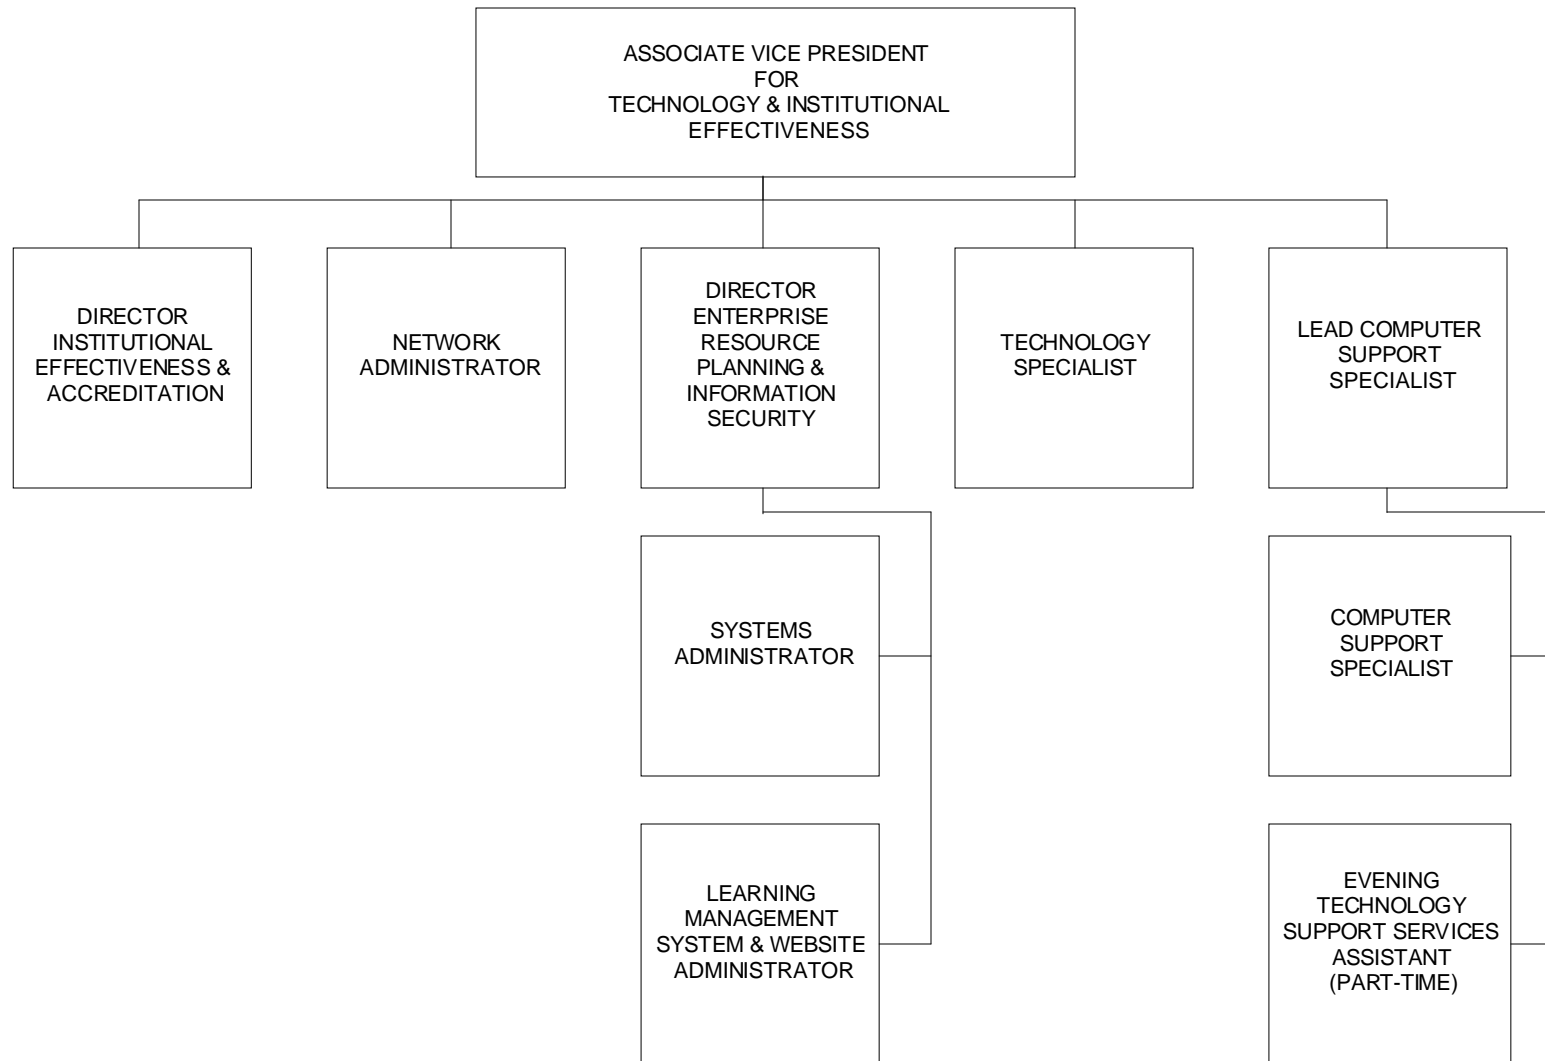 ASSOCIATE VICE PRESIDENT
FOR
TECHNOLOGY & INSTITUTIONAL
EFFECTIVENESS
DIRECTOR
INSTITUTIONAL
EFFECTIVENESS &
ACCREDITATION
NETWORK
ADMINISTRATOR
DIRECTOR
ENTERPRISE
RESOURCE
PLANNING &
INFORMATION
SECURITY
TECHNOLOGY
SPECIALIST
LEAD COMPUTER
SUPPORT
SPECIALIST
SYSTEMS
ADMINISTRATOR
COMPUTER
SUPPORT
SPECIALIST
LEARNING
MANAGEMENT
SYSTEM & WEBSITE
ADMINISTRATOR
EVENING
TECHNOLOGY
SUPPORT SERVICES
ASSISTANT
(PART-TIME)